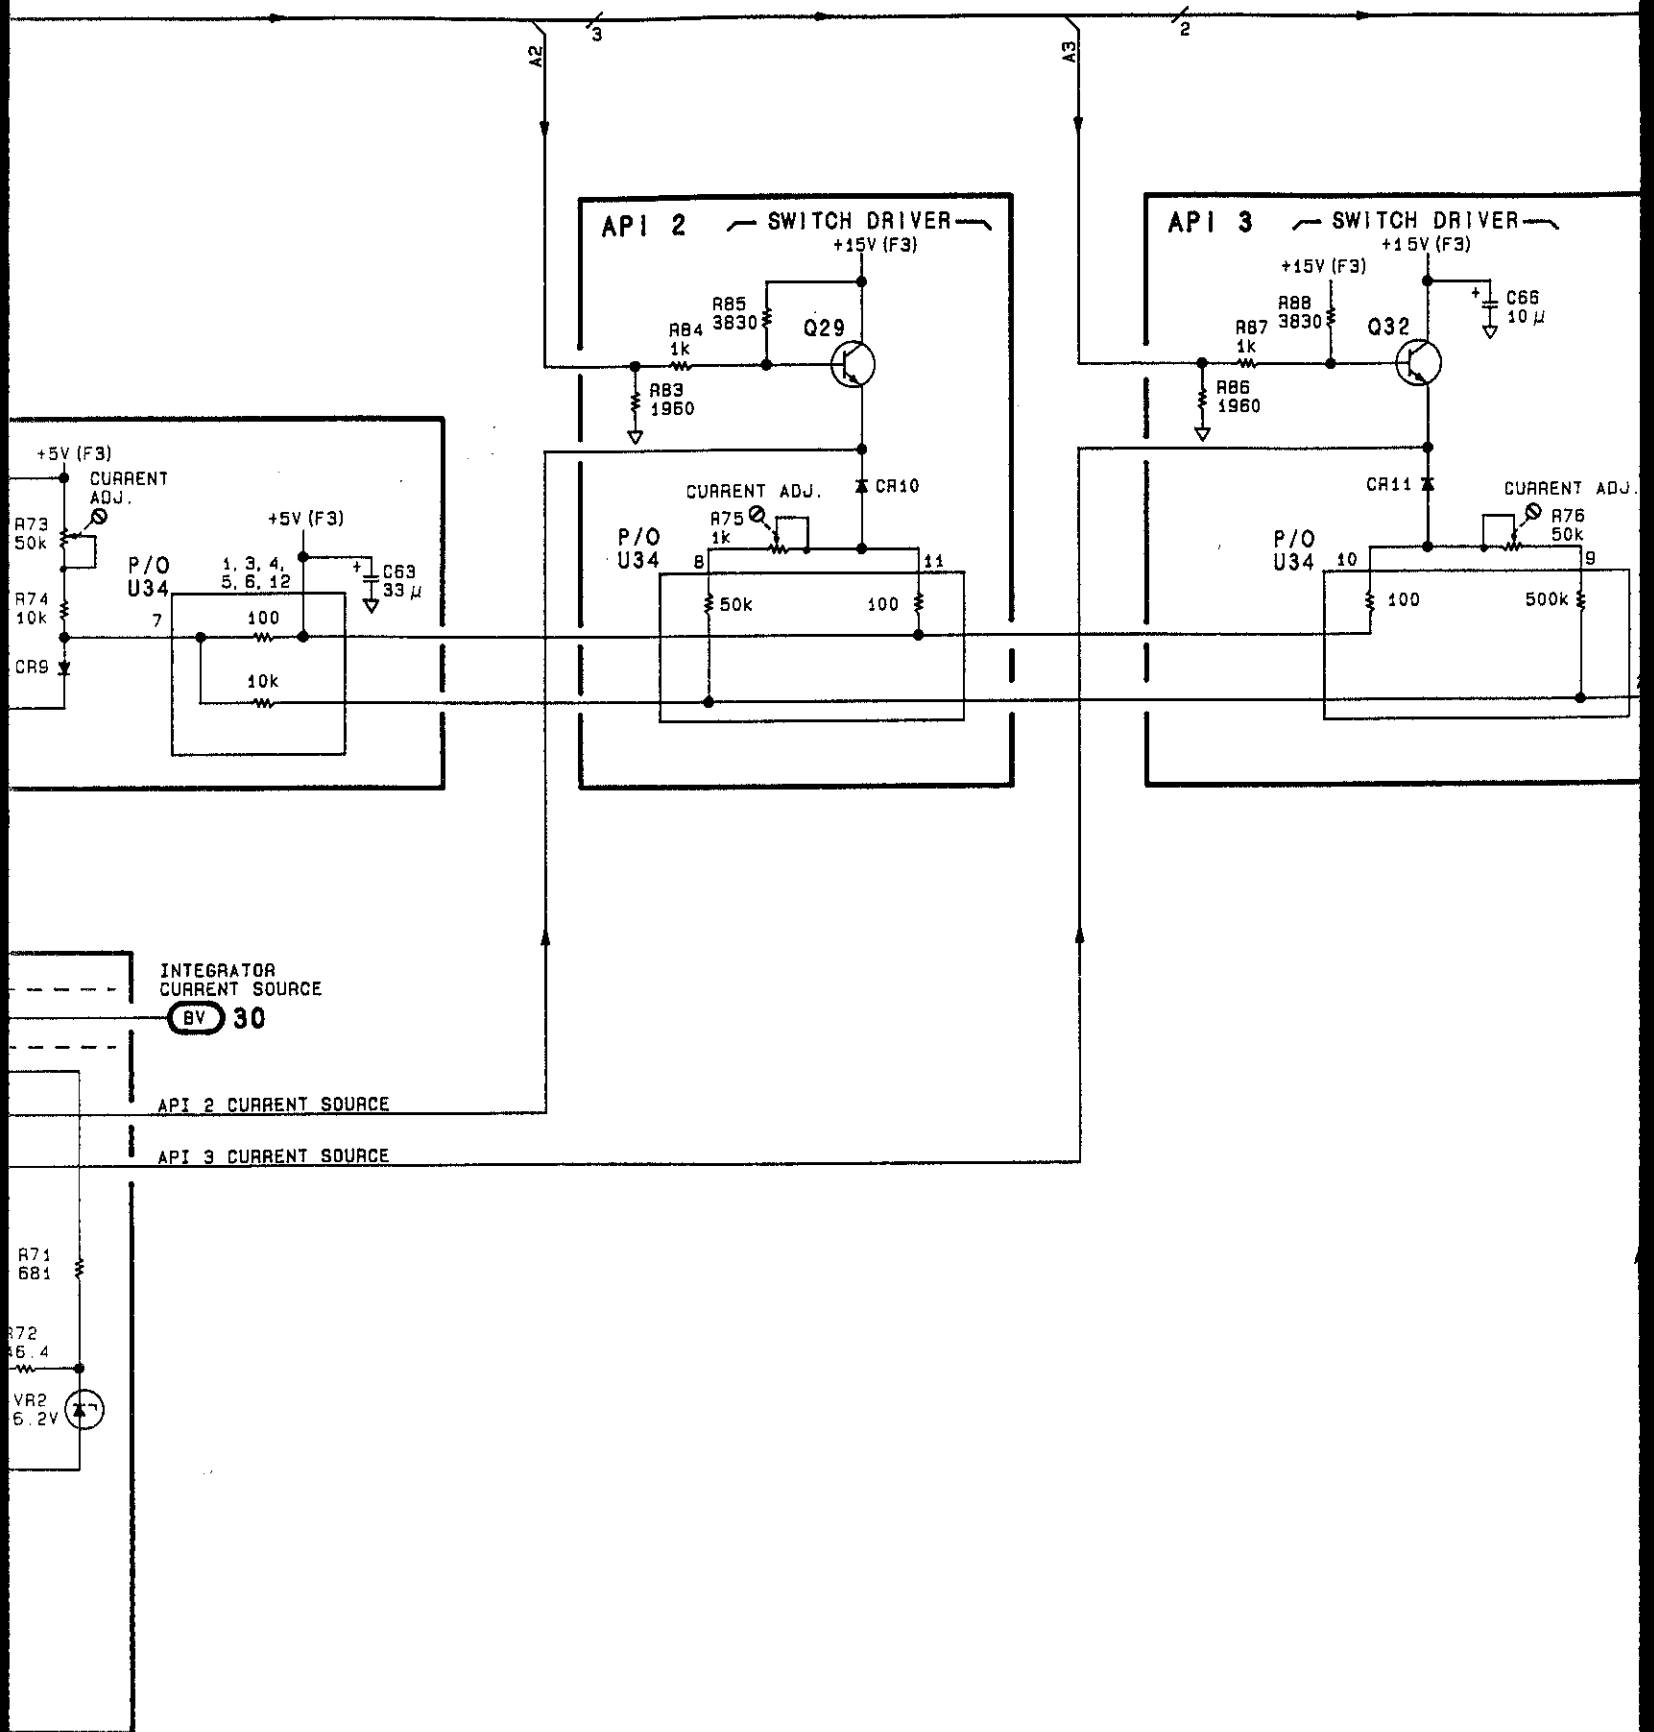 3
2
A2
A3
API 2
SWITCH DRIVER
+15V (F3)
R85
3830
R84
1k
Q29
R83
1960
CURRENT ADJ.
R75
1k
CR10
P/O
U34
8
11
50k
100
API 3
SWITCH DRIVER
+15V (F3)
+15V (F3)
R88
3830
R87
1k
Q32
+
C66
10 µ
R86
1960
CR11
CURRENT ADJ.
R76
50k
P/O
U34
10
9
100
500k
+5V (F3)
CURRENT
ADJ.
R73
50k
+5V (F3)
P/O
U34
1, 3, 4,
5, 6, 12
+
C63
33 µ
R74
10k
7
100
CR9
10k
INTEGRATOR
CURRENT SOURCE
BV
30
API 2 CURRENT SOURCE
API 3 CURRENT SOURCE
R71
681
R72
46.4
VR2
6.2V